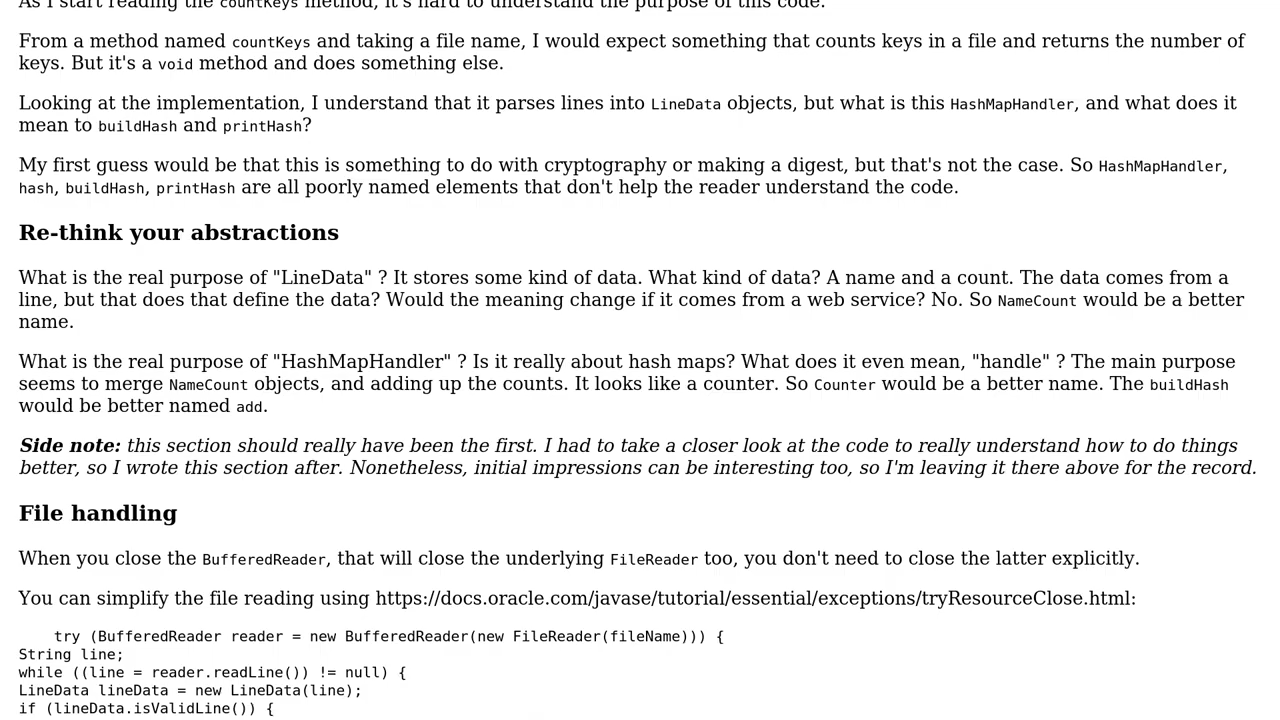 As I start reading the countKeys method, it's hard to understand the purpose of this code.
From a method named countKeys and taking a file name, I would expect something that counts keys in a file and returns the number of
keys. But it's a void method and does something else.
Looking at the implementation, I understand that it parses lines into LineData objects, but what is this HashMapHandler, and what does it
mean to buildHash and printHash?
My first guess would be that this is something to do with cryptography or making a digest, but that's not the case. So HashMapHandler,
hash, buildHash, printHash are all poorly named elements that don't help the reader understand the code.
Re-think your abstractions
What is the real purpose of "LineData" ? It stores some kind of data. What kind of data? A name and a count. The data comes from a
line, but that does that define the data? Would the meaning change if it comes from a web service? No. So NameCount would be a better
name.
What is the real purpose of "HashMapHandler" ? Is it really about hash maps? What does it even mean, "handle" ? The main purpose
seems to merge NameCount objects, and adding up the counts. It looks like a counter. So Counter would be a better name. The buildHash
would be better named add.
Side note: this section should really have been the first. I had to take a closer look at the code to really understand how to do things
better, so I wrote this section after. Nonetheless, initial impressions can be interesting too, so I'm leaving it there above for the record.
File handling
When you close the BufferedReader, that will close the underlying FileReader too, you don't need to close the latter explicitly.
You can simplify the file reading using https://docs.oracle.com/javase/tutorial/essential/exceptions/tryResourceClose.html:
try (BufferedReader reader = new BufferedReader(new FileReader(fileName))) {
String line;
while ((line = reader.readLine()) != null) {
LineData lineData = new LineData(line);
if (lineData.isValidLine()) {